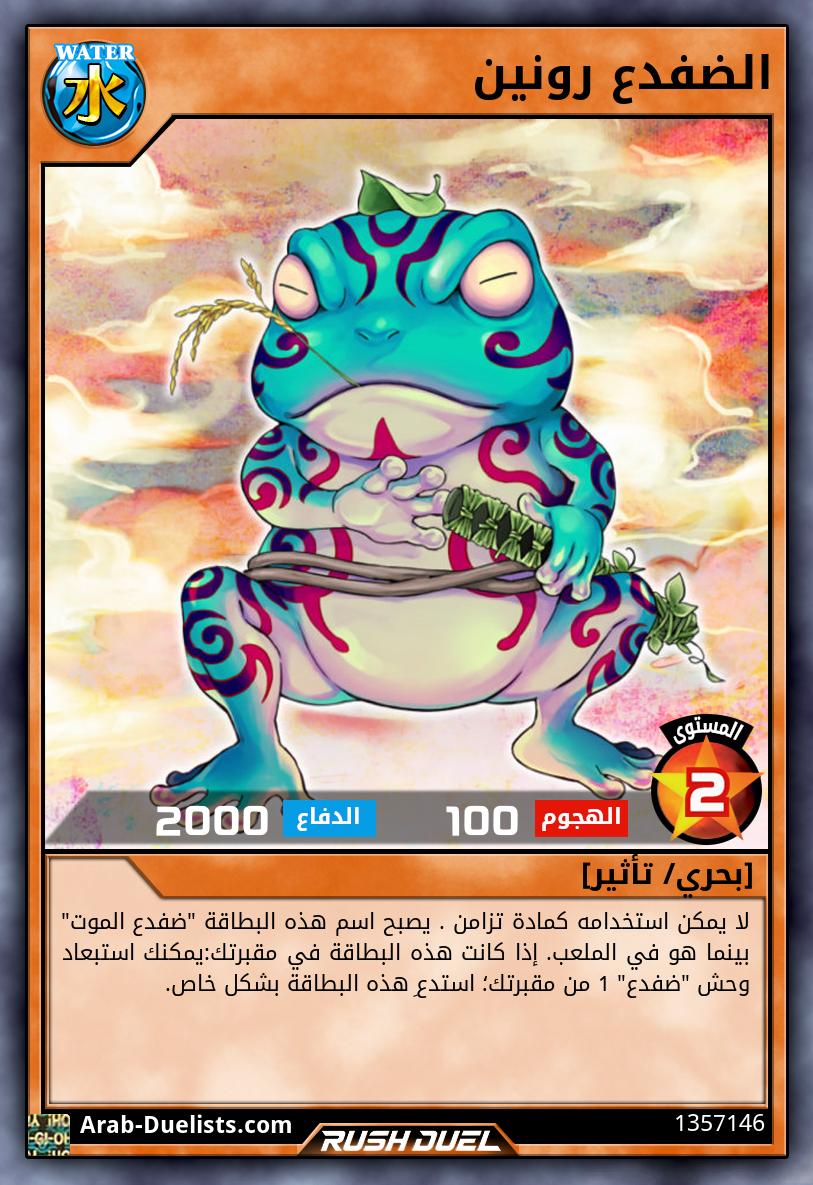 WATER
水
الضفدع رونين
المستوى
2
الهجوم 100 الدفاع 2000
[بحري/ تأثير]
لا يمكن استخدامه كمادة تزامن . يصبح اسم هذه البطاقة "ضفدع الموت"
بينما هو في الملعب. إذا كانت هذه البطاقة في مقبرتك:يمكنك استبعاد
وحش "ضفدع" 1 من مقبرتك؛ استدعِ هذه البطاقة بشكل خاص.
Arab-Duelists.com
RUSH DUEL
1357146